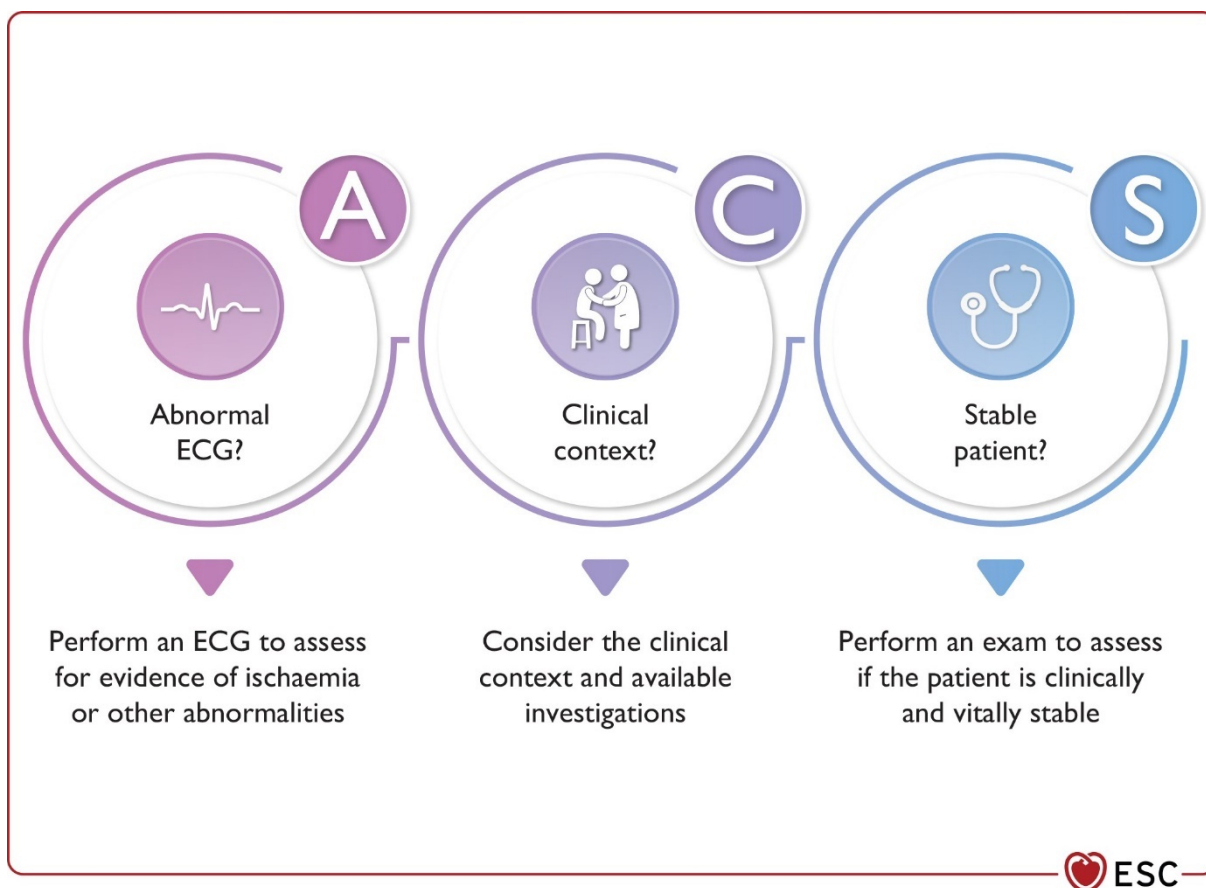 A
Abnormal
ECG?
Perform an ECG to assess
for evidence of ischaemia
or other abnormalities
C
Clinical
context?
Consider the clinical
context and available
investigations
S
Stable
patient?
Perform an exam to assess
if the patient is clinically
and vitally stable
ESC